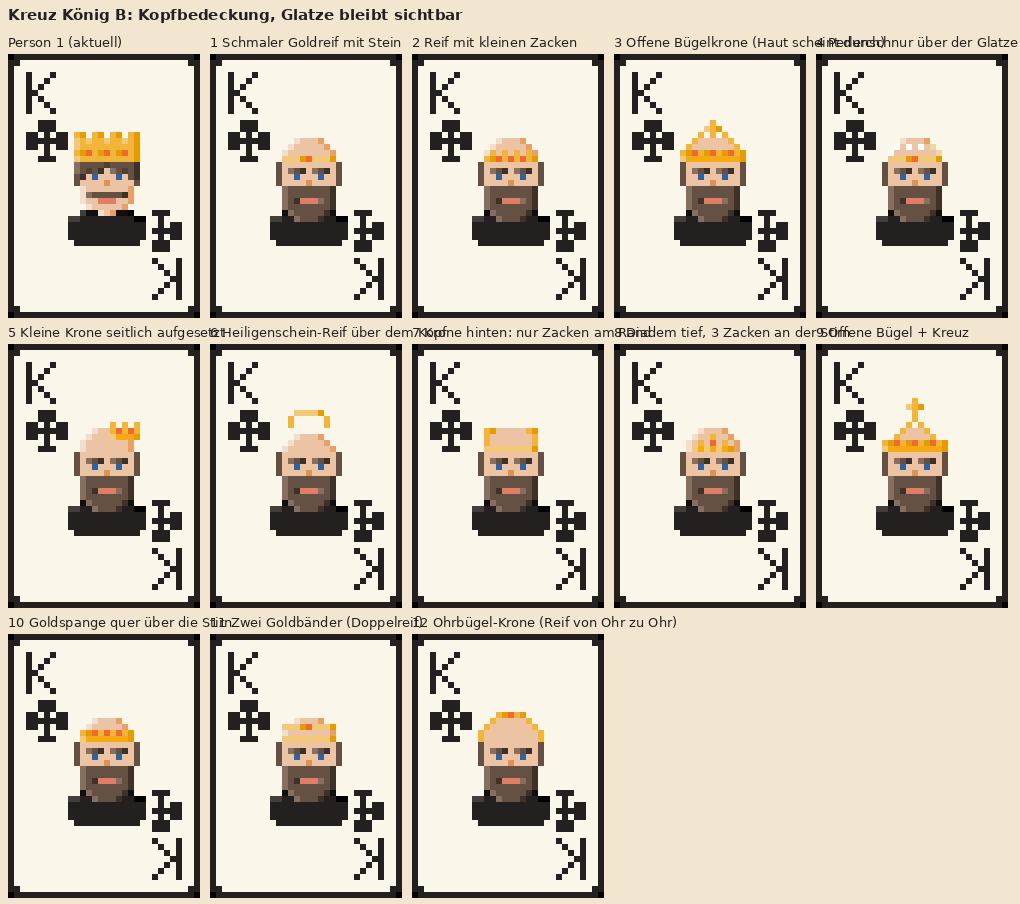 Kreuz König B: Kopfbedeckung, Glatze bleibt sichtbar
Person 1 (aktuell)
1 Schmaler Goldreif mit Stein
2 Reif mit kleinen Zacken
3 Offene Bügelkrone (Haut scheint durch)
4 Perlenschnur über der Glatze
K
K
K
K
K
K
K
K
K
K
5 Kleine Krone seitlich aufgesetzt
6 Heiligenschein-Reif über dem Kopf
7 Krone hinten: nur Zacken am Rand
8 Diadem tief, 3 Zacken an der Stirn
9 Offene Bügel + Kreuz
K
K
K
K
K
K
K
K
K
K
10 Goldspange quer über die Stirn
11 Zwei Goldbänder (Doppelreif)
12 Ohrbügel-Krone (Reif von Ohr zu Ohr)
K
K
K
K
K
K